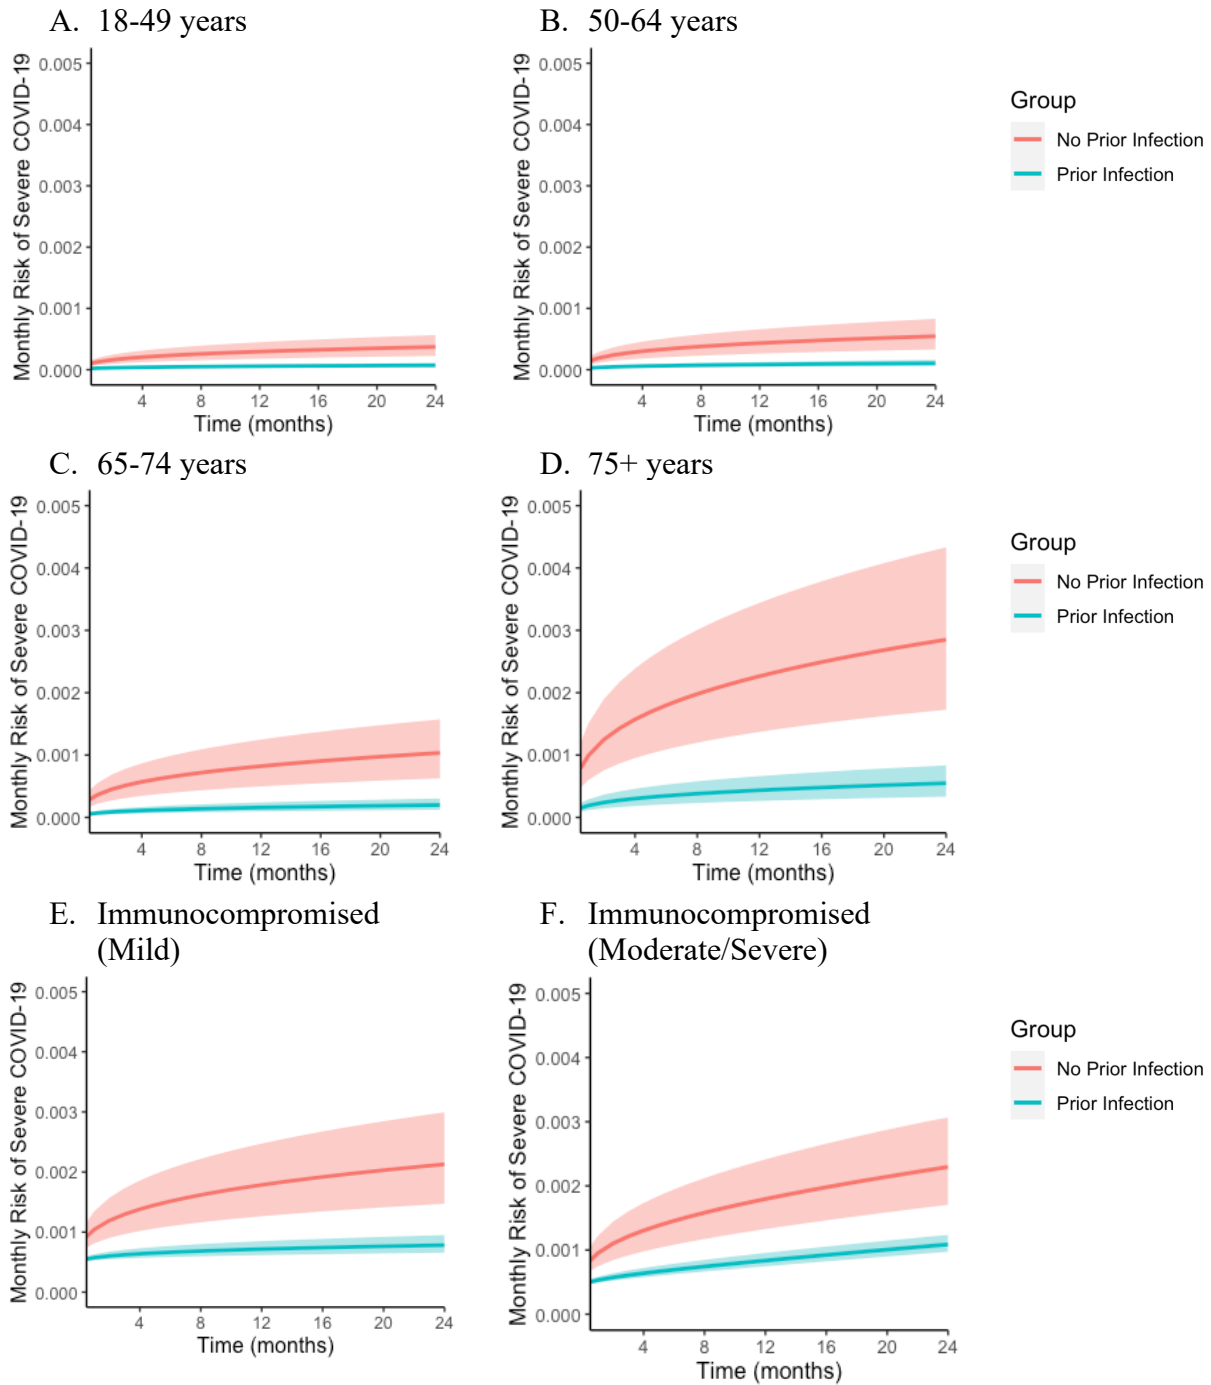 A. 18-49 years
B. 50-64 years
Monthly Risk of Severe COVID-19
0.005
0.004
0.003
0.002
0.001
0.000
4 8 12 16 20 24
Time (months)
Monthly Risk of Severe COVID-19
0.005
0.004
0.003
0.002
0.001
0.000
4 8 12 16 20 24
Time (months)
Group
No Prior Infection
Prior Infection
C. 65-74 years
D. 75+ years
Monthly Risk of Severe COVID-19
0.005
0.004
0.003
0.002
0.001
0.000
4 8 12 16 20 24
Time (months)
Monthly Risk of Severe COVID-19
0.005
0.004
0.003
0.002
0.001
0.000
4 8 12 16 20 24
Time (months)
Group
No Prior Infection
Prior Infection
E. Immunocompromised
(Mild)
F. Immunocompromised
(Moderate/Severe)
Monthly Risk of Severe COVID-19
0.005
0.004
0.003
0.002
0.001
0.000
4 8 12 16 20 24
Time (months)
Monthly Risk of Severe COVID-19
0.005
0.004
0.003
0.002
0.001
0.000
4 8 12 16 20 24
Time (months)
Group
No Prior Infection
Prior Infection